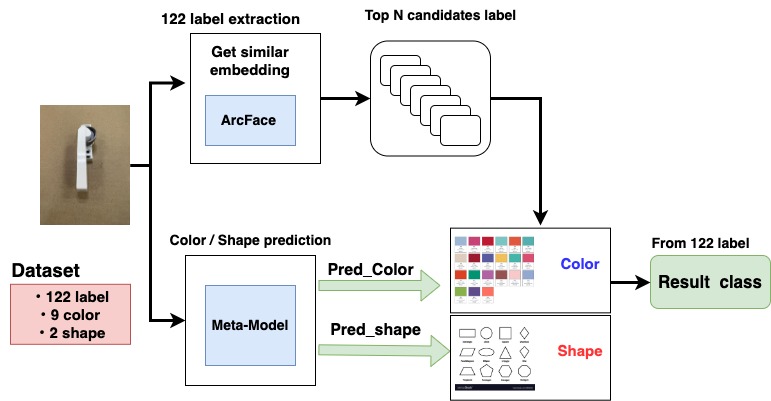 122 label extraction
Top N candidates label
Get similar
embedding
ArcFace
Color / Shape prediction
Meta-Model
Pred_Color
Pred_shape
Color
Shape
From 122 label
Result class
Dataset
• 122 label
• 9 color
• 2 shape